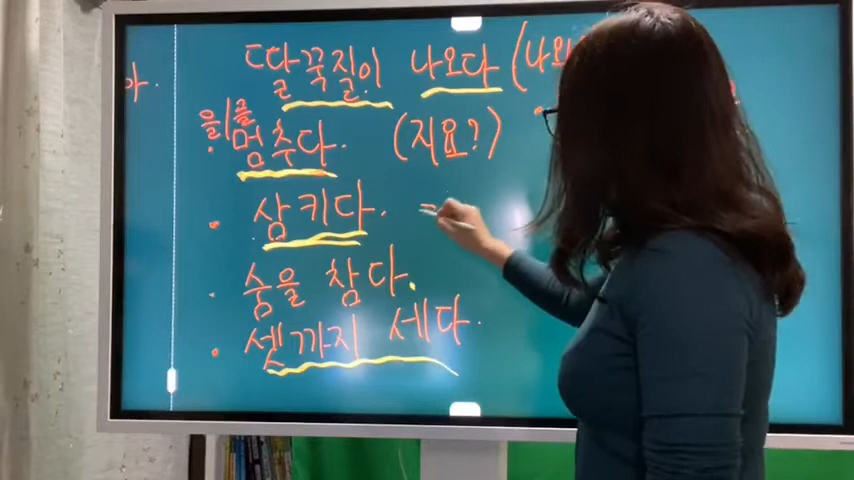 딸꾹질이 나오다 (나와
아.
을/를 멈추다. (지요?)
· 삼키다.
· 숨을 참다.
· 셋까지 세다.